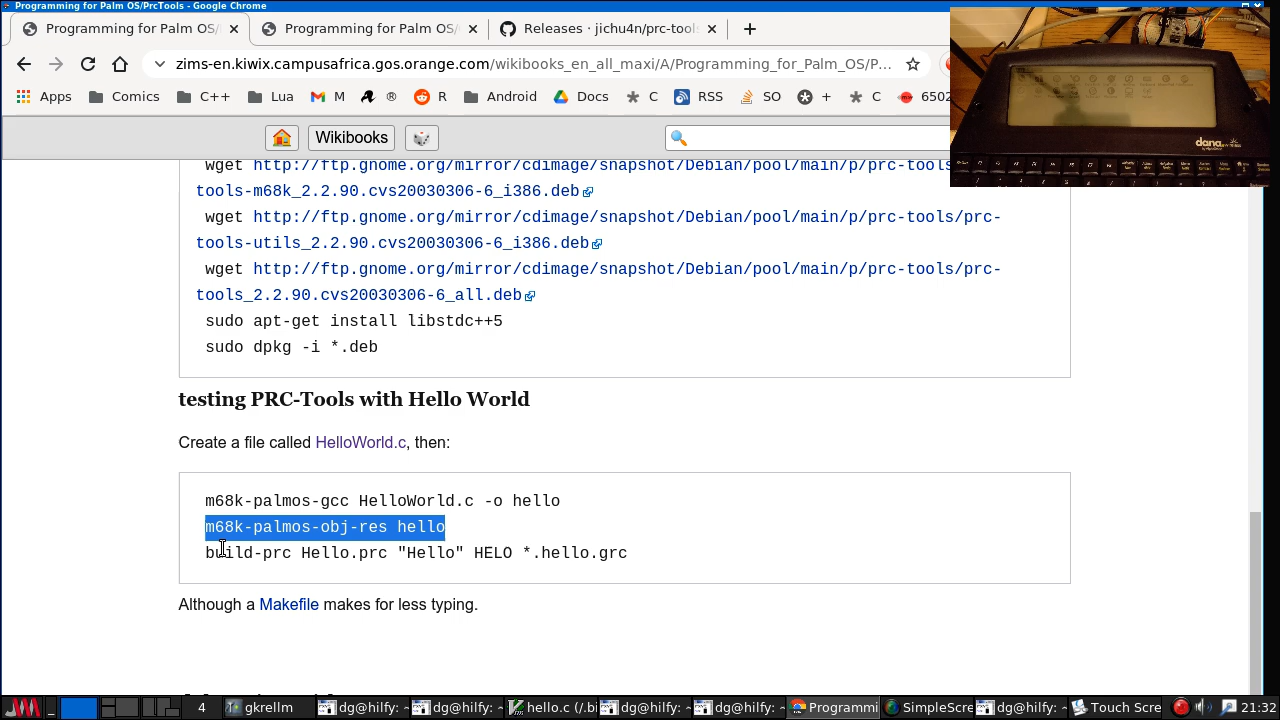 Programming for Palm OS/PrcTools - Google Chrome
Programming for Palm OS/
Programming for Palm OS/
Releases · jichu4n/prc-tool
zims-en.kiwix.campusafrica.gos.orange.com/wikibooks_en_all_maxi/A/Programming_for_Palm_OS/P...
Apps Comics C++ Lua M R Android Docs C RSS SO + C 6502
Wikibooks
wget http://ftp.gnome.org/mirror/cdimage/snapshot/Debian/pool/main/p/prc-tools
tools-m68k_2.2.90.cvs20030306-6_i386.deb
wget http://ftp.gnome.org/mirror/cdimage/snapshot/Debian/pool/main/p/prc-tools/prc-
tools-utils_2.2.90.cvs20030306-6_i386.deb
wget http://ftp.gnome.org/mirror/cdimage/snapshot/Debian/pool/main/p/prc-tools/prc-
tools_2.2.90.cvs20030306-6_all.deb
sudo apt-get install libstdc++5
sudo dpkg -i *.deb
testing PRC-Tools with Hello World
Create a file called HelloWorld.c, then:
m68k-palmos-gcc HelloWorld.c -o hello
m68k-palmos-obj-res hello
build-prc Hello.prc "Hello" HELO *.hello.grc
Although a Makefile makes for less typing.
dana
4 gkrellm dg@hilfy: ~ dg@hilfy: ~ hello.c (/.b dg@hilfy: ~ dg@hilfy: ~ Programmi SimpleScre dg@hilfy: ~ Touch Scre 21:32